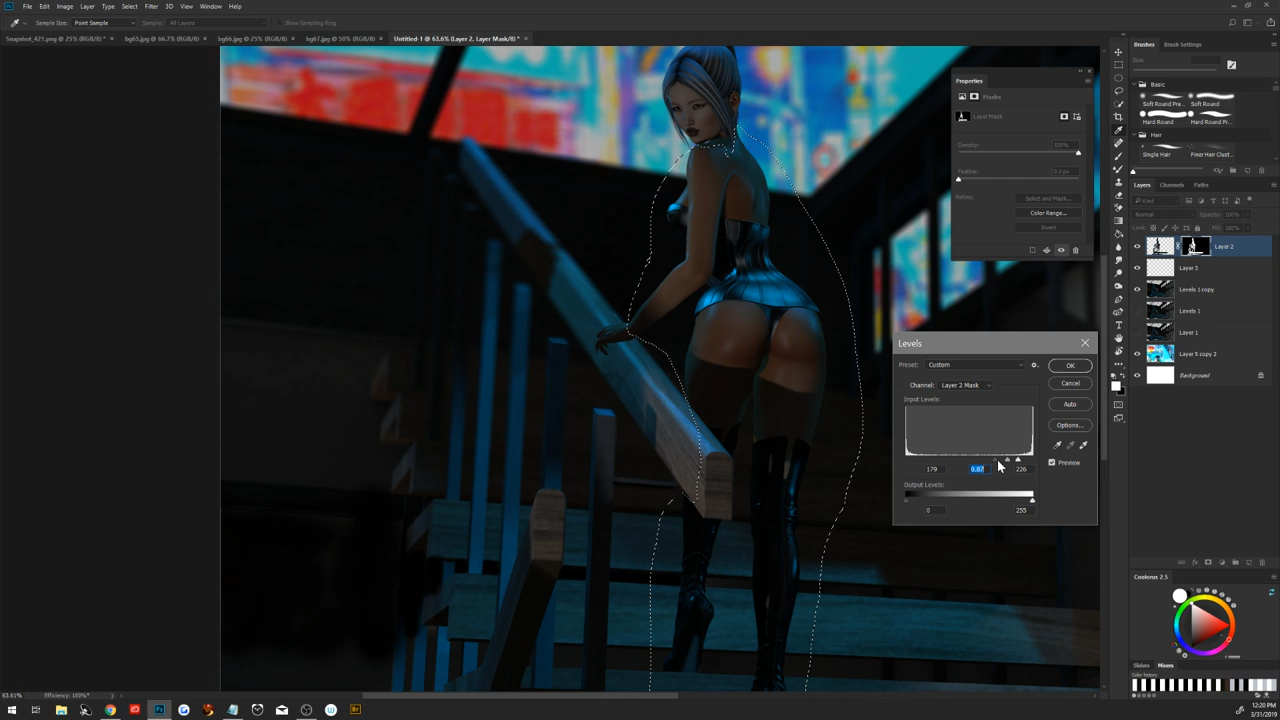 File Edit Image Layer Type Select Filter 3D View Window Help
Sample Size: Point Sample Sample: All Layers Show Sampling Ring
Snapshot_421.png @ 25% (RGB/8) * × bg65.jpg @ 66.7% (RGB/8) × bg66.jpg @ 25% (RGB/8) × bg67.jpg @ 50% (RGB/8) × Untitled-1 @ 63.6% (Layer 2, Layer Mask/8) * ×
Brushes Brush Settings
Size:
Basic
Soft Round Pre... Soft Round
Hard Round Hard Round Pr...
Hair
Single Hair Finer Hair Clust...
Properties
Masks
Layer Mask
Density: 100%
Feather: 0.0 px
Refine: Select and Mask...
Color Range...
Invert
Layers Channels Paths
Kind
Normal Opacity: 100%
Lock: Fill: 100%
Layer 2
Layer 3
Levels 1 copy
Levels 1
Layer 1
Layer 5 copy 2
Background
Levels
Preset: Custom OK
Channel: Layer 2 Mask Cancel
Input Levels: Auto
Options...
Preview
179 0.87 226
Output Levels:
0 255
Coolorus 2.5
Sliders Mixes
Color history
63.61% Efficiency: 100%*
12:20 PM
3/31/2019